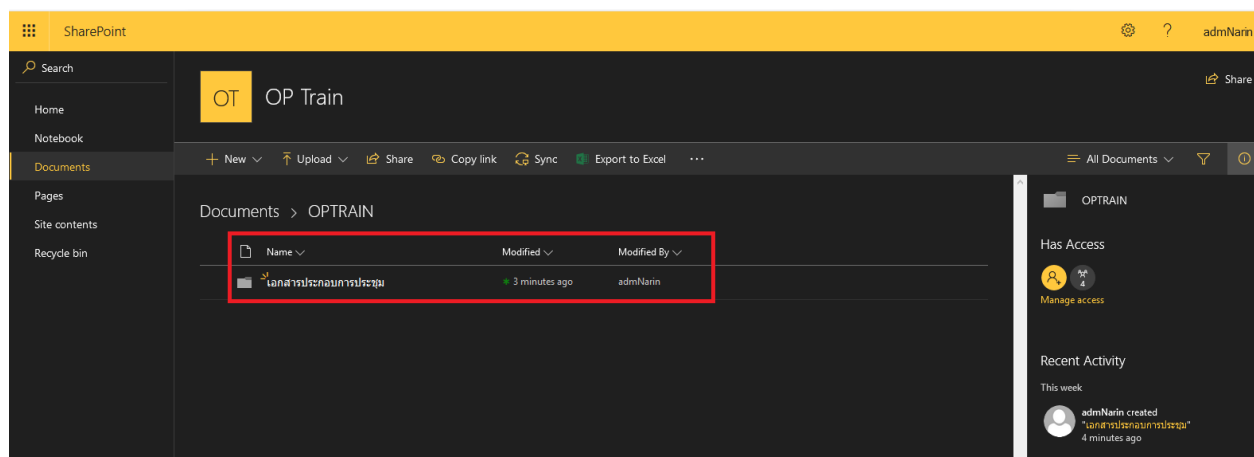 SharePoint
? admNarin
Search
Home
Notebook
Documents
Pages
Site contents
Recycle bin
OT OP Train
Share
New Upload Share Copy link Sync Export to Excel ... All Documents
Documents > OPTRAIN
Name Modified Modified By
เอกสารประกอบการประชุม 3 minutes ago admNarin
OPTRAIN
Has Access
4
Manage access
Recent Activity
This week
admNarin created
"เอกสารประกอบการประชุม"
4 minutes ago